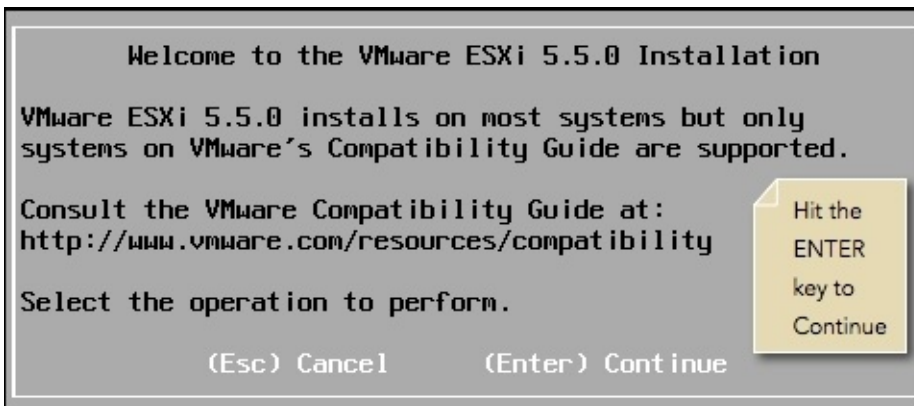 Welcome to the VMware ESXi 5.5.0 Installation
VMware ESXi 5.5.0 installs on most systems but only
systems on VMware's Compatibility Guide are supported.
Consult the VMware Compatibility Guide at:
http://www.vmware.com/resources/compatibility
Select the operation to perform.
(Esc) Cancel (Enter) Continue
Hit the
ENTER
key to
Continue